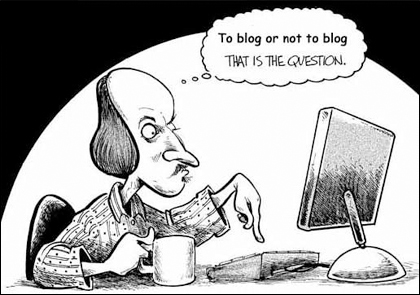 To blog or not to blog
THAT IS THE QUESTION.